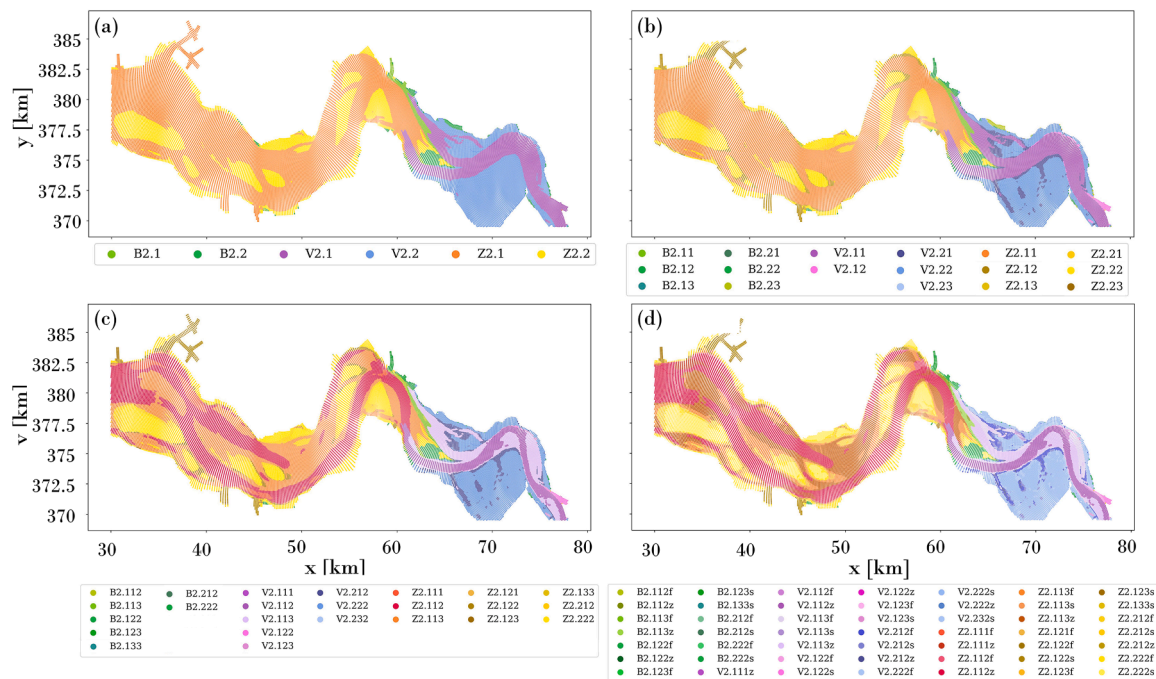 (a)
385
382.5
380
377.5
375
372.5
370
y [km]
B2.1 B2.2 V2.1 V2.2 Z2.1 Z2.2
(b)
B2.11 B2.21 V2.11 V2.21 Z2.11 Z2.21
B2.12 B2.22 V2.12 V2.22 Z2.12 Z2.22
B2.13 B2.23 V2.23 Z2.13 Z2.23
(c)
385
382.5
380
377.5
375
372.5
370
v [km]
30 40 50 60 70 80
x [km]
B2.112 B2.212 V2.111 V2.212 Z2.111 Z2.121 Z2.133
B2.113 B2.222 V2.112 V2.222 Z2.112 Z2.122 Z2.212
B2.122 V2.113 V2.232 Z2.113 Z2.123 Z2.222
B2.123 V2.122
B2.133 V2.123
(d)
30 40 50 60 70 80
x [km]
B2.112f B2.123s V2.112f V2.122z V2.222s Z2.113f Z2.123s
B2.112z B2.133s V2.112z V2.123f V2.222z Z2.113s Z2.133s
B2.113f B2.212f V2.113f V2.123s V2.232s Z2.113z Z2.212f
B2.113z B2.212s V2.113s V2.212f Z2.111f Z2.121f Z2.212s
B2.122f B2.222f V2.113z V2.212s Z2.111z Z2.122f Z2.212z
B2.122z B2.222s V2.122f V2.212z Z2.112f Z2.122s Z2.222f
B2.123f V2.111z V2.122s V2.222f Z2.112z Z2.123f Z2.222s